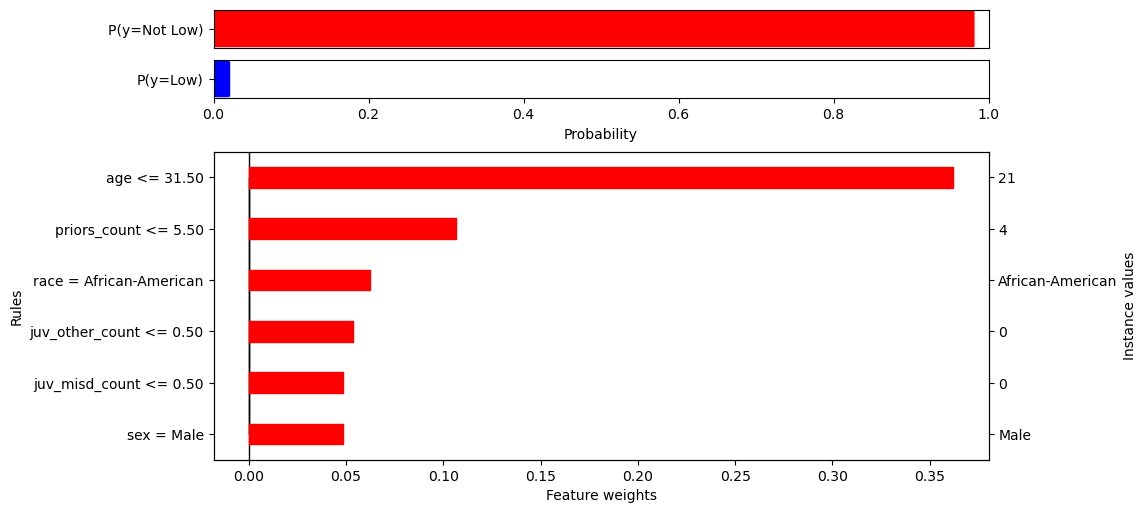 P(y=Not Low)
P(y=Low)
0.0 0.2 0.4 0.6 0.8 1.0
Probability
Rules
age <= 31.50 21
priors_count <= 5.50 4
race = African-American African-American
juv_other_count <= 0.50 0
juv_misd_count <= 0.50 0
sex = Male Male
Instance values
0.00 0.05 0.10 0.15 0.20 0.25 0.30 0.35
Feature weights